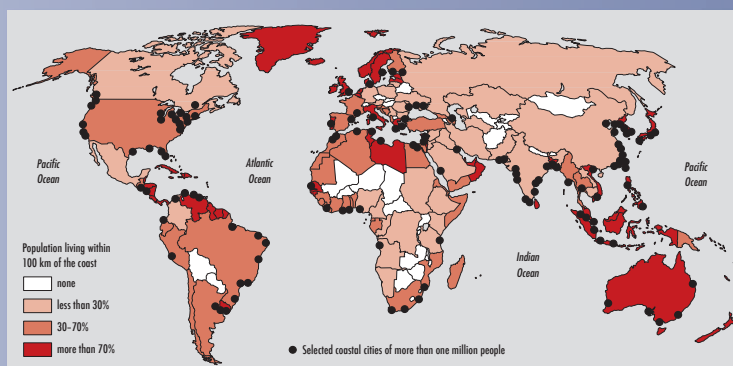 Pacific
Ocean
Atlantic
Ocean
Pacific
Ocean
Indian
Ocean
Population living within
100 km of the coast
none
less than 30%
30-70%
more than 70%
Selected coastal cities of more than one million people